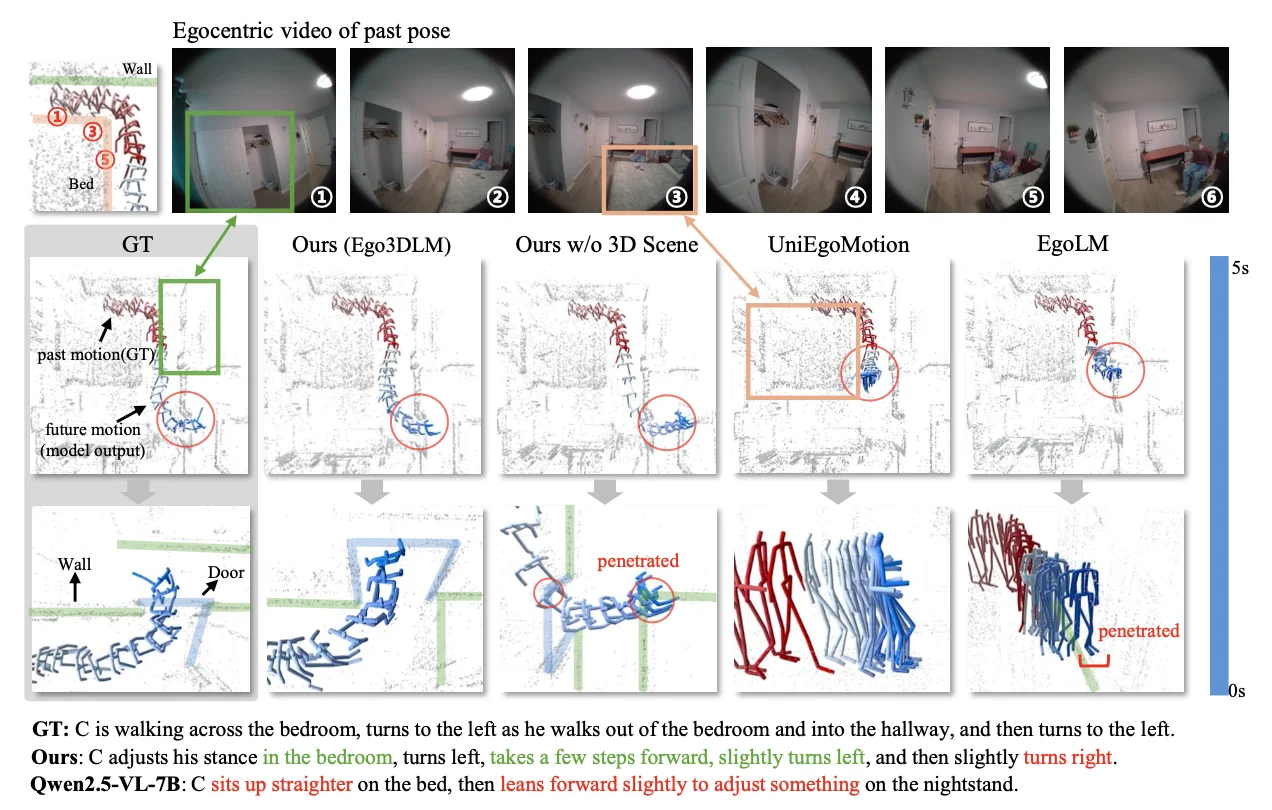 Egocentric video of past pose
Wall
①
③
⑤
Bed
①
②
③
④
⑤
⑥
GT
Ours (Ego3DLM)
Ours w/o 3D Scene
UniEgoMotion
EgoLM
5s
past motion(GT)
future motion
(model output)
Wall
Door
penetrated
penetrated
0s
GT: C is walking across the bedroom, turns to the left as he walks out of the bedroom and into the hallway, and then turns to the left.
Ours: C adjusts his stance in the bedroom, turns left, takes a few steps forward, slightly turns left, and then slightly turns right.
Qwen2.5-VL-7B: C sits up straighter on the bed, then leans forward slightly to adjust something on the nightstand.